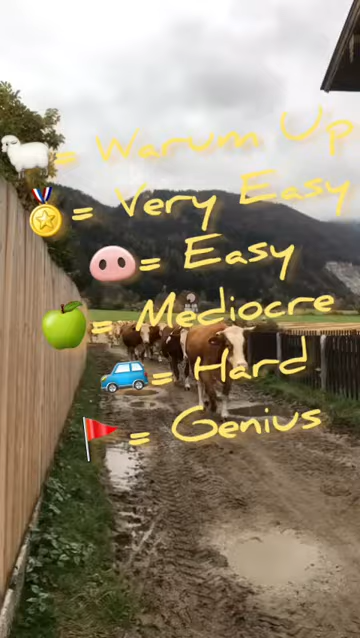 🐑= Warum Up
🏅= Very Easy
🐽= Easy
🍏= Mediocre
🚙= Hard
🚩= Genius